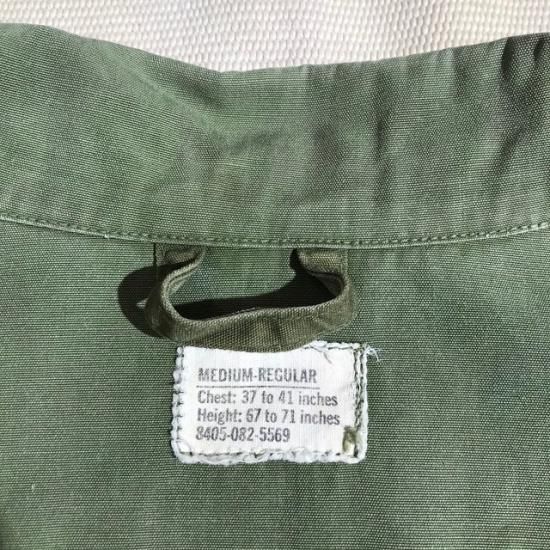 MEDIUM-REGULAR
Chest: 37 to 41 inches
Height: 67 to 71 inches
8405-082-5569